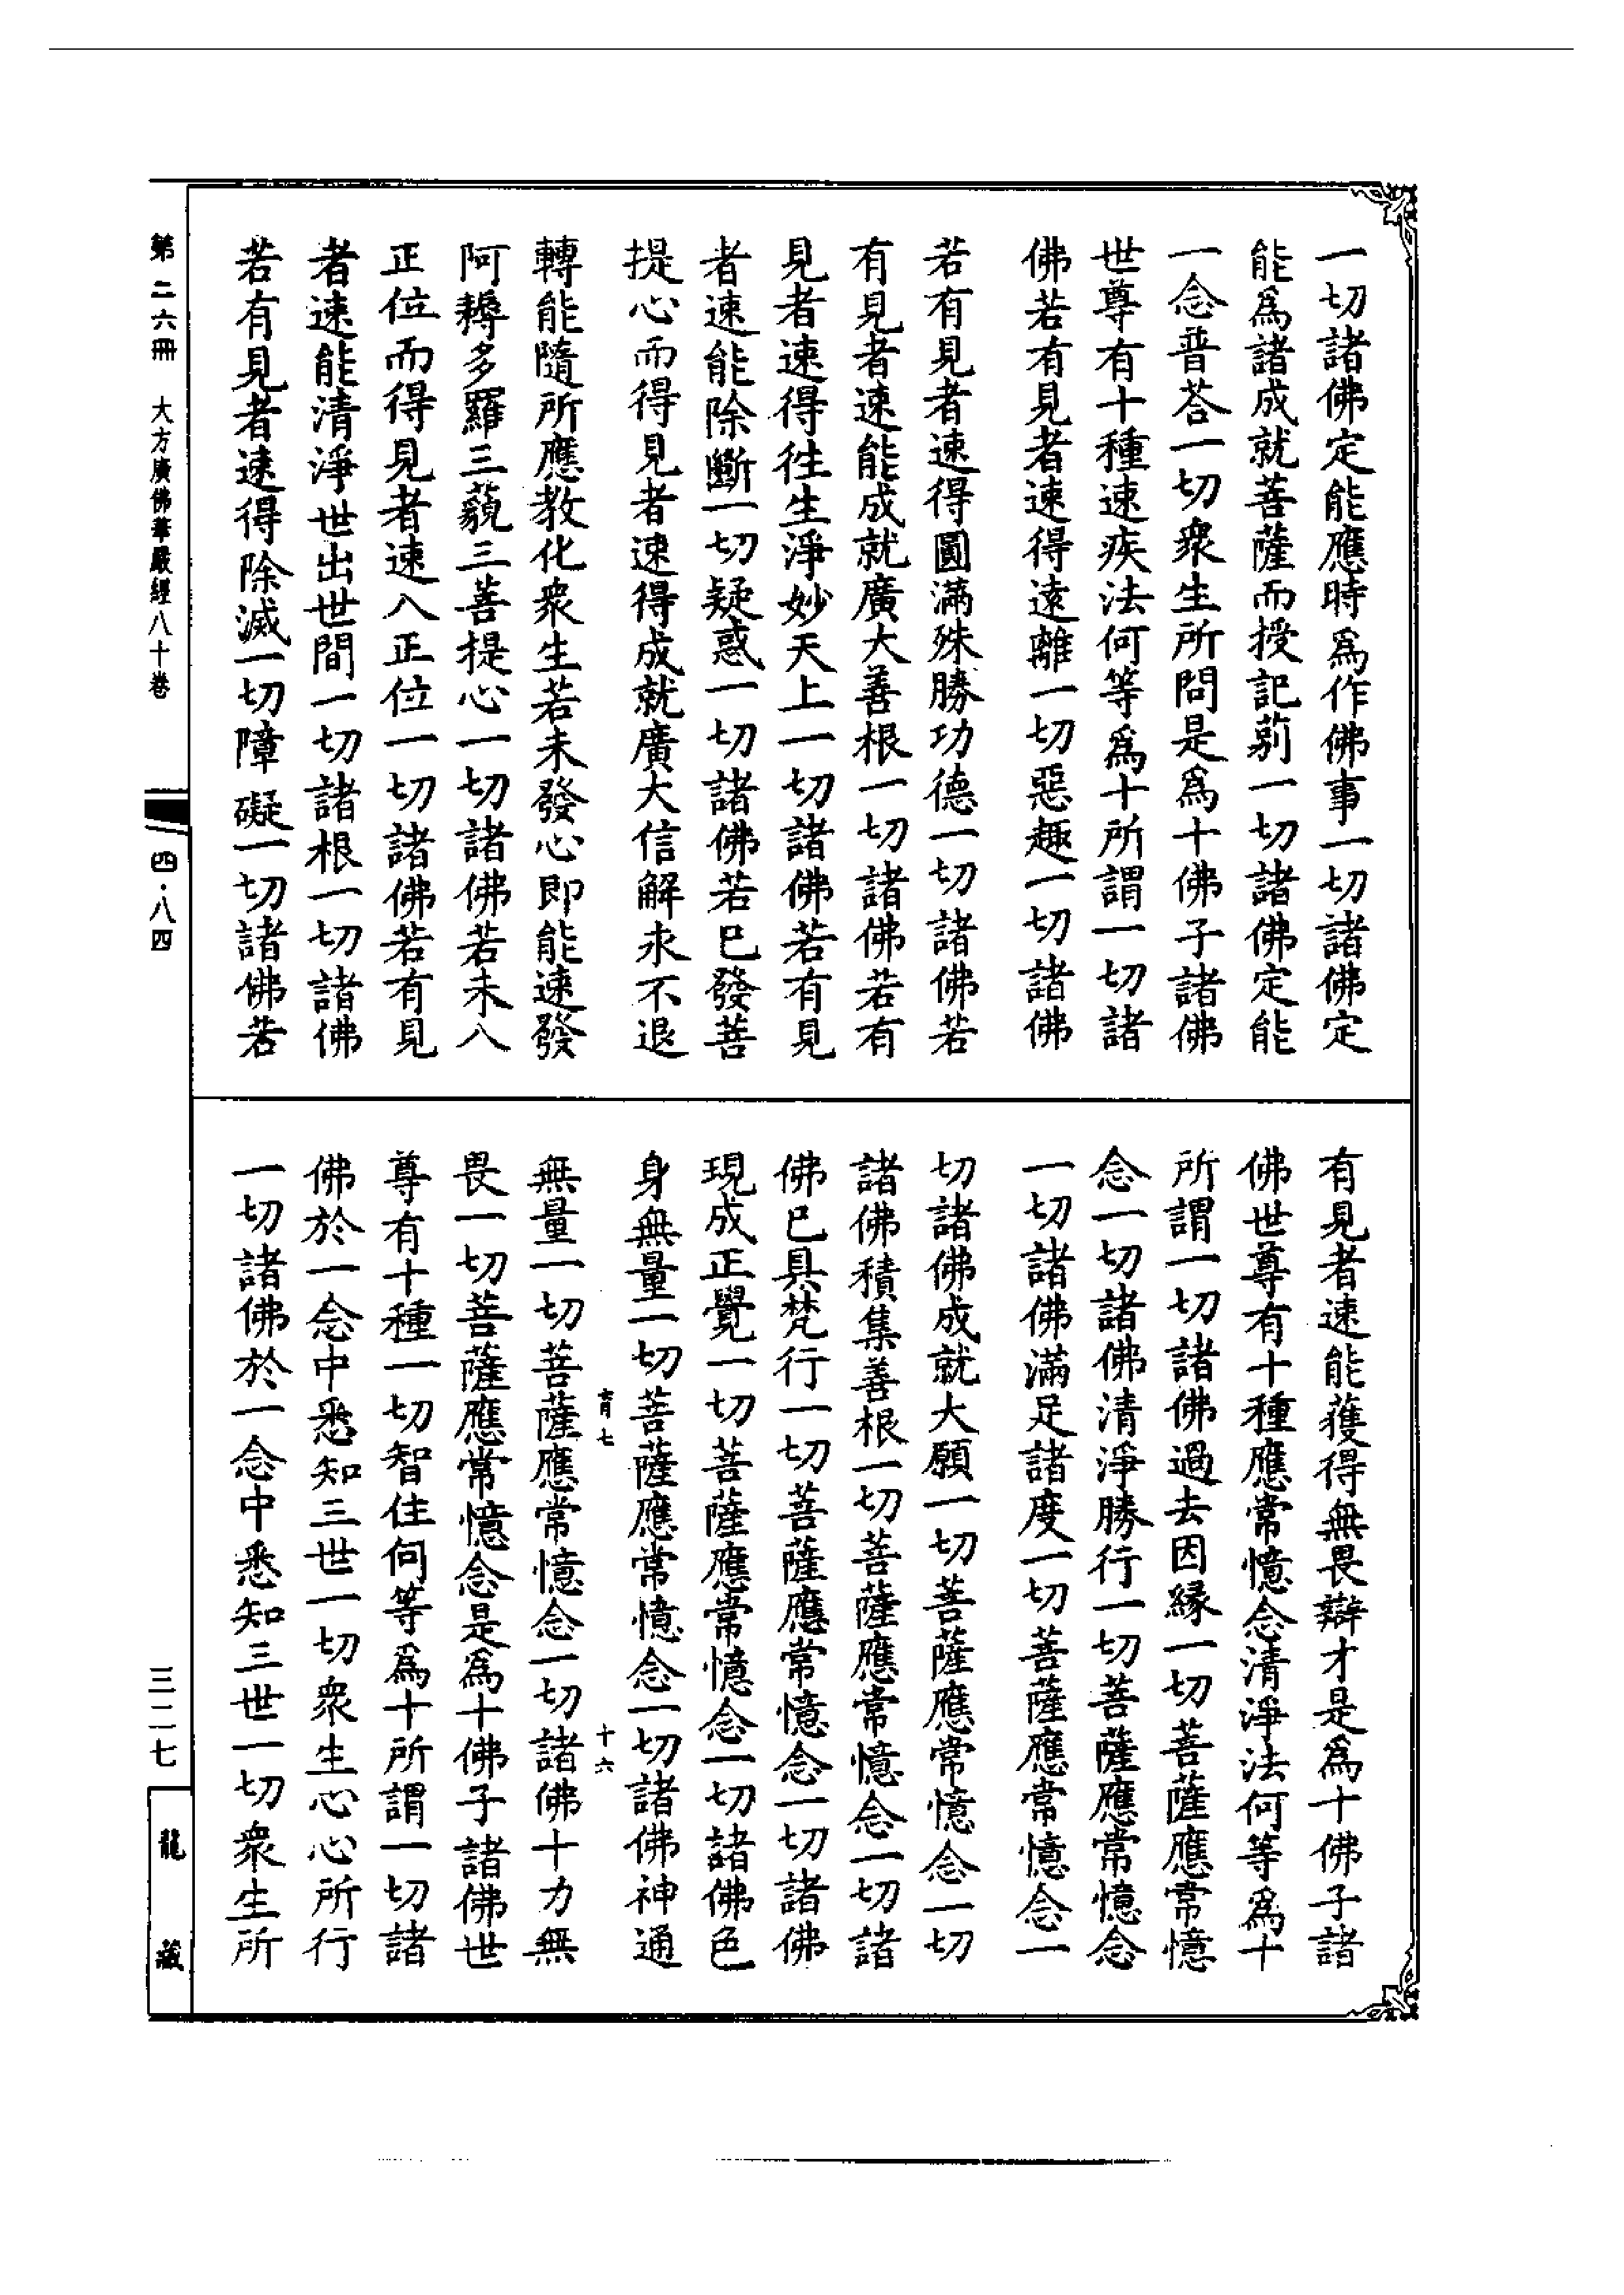 一切諸佛定能應時爲作佛事一切諸佛定
能爲諸成就菩薩而授記莂一切諸佛定能
一念普荅一切衆生所問是爲十佛子諸佛
世尊有十種速疾法何等爲十所謂一切諸
佛若有見者速得遠離一切惡趣一切諸佛
若有見者速得圓滿殊勝功德一切諸佛若
有見者速能成就廣大善根一切諸佛若有
見者速得往生淨妙天上一切諸佛若有見
者速能除斷一切疑惑一切諸佛若已發菩
提心而得見者速得成就廣大信解永不退
轉能隨所應教化衆生若未發心即能速發
阿耨多羅三藐三菩提心一切諸佛若未入
正位而得見者速入正位一切諸佛若有見
者速能清淨世出世間一切諸根一切諸佛
若有見者速得除滅一切障礙一切諸佛若
有見者速能獲得無畏辯才是爲十佛子諸
佛世尊有十種應常憶念清淨法何等爲十
所謂一切諸佛過去因緣一切菩薩應常憶
念一切諸佛清淨勝行一切菩薩應常憶念
一切諸佛滿足諸度一切菩薩應常憶念一
切諸佛成就大願一切菩薩應常憶念一切
諸佛積集善根一切菩薩應常憶念一切諸
佛已具梵行一切菩薩應常憶念一切諸佛
現成正覺一切菩薩應常憶念一切諸佛色
身無量一切菩薩應常憶念一切諸佛神通
育七 十六
無量一切菩薩應常憶念一切諸佛十力無
畏一切菩薩應常憶念是爲十佛子諸佛世
尊有十種一切智住何等爲十所謂一切諸
佛於一念中悉知三世一切衆生心心所行
一切諸佛於一念中悉知三世一切衆生所
第二六冊 大方廣佛華嚴經八十卷
四·八四
三二七
龍藏